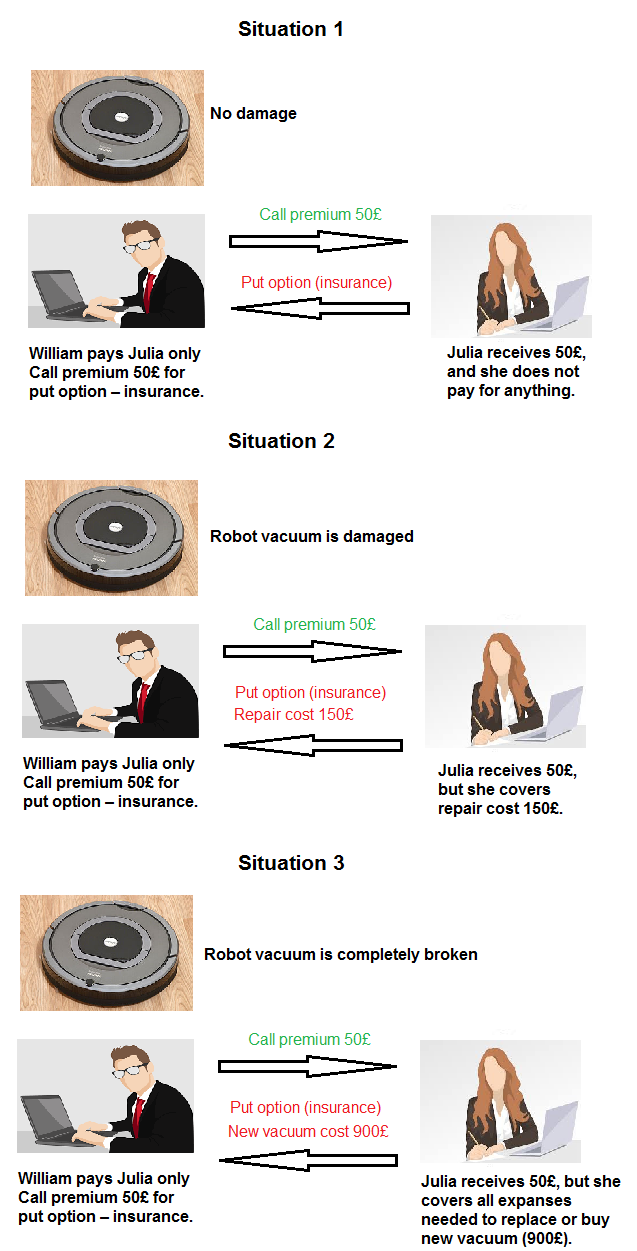 Situation 1
No damage
Call premium 50£
Put option (insurance)
William pays Julia only
Call premium 50£ for
put option – insurance.
Julia receives 50£,
and she does not
pay for anything.
Situation 2
Robot vacuum is damaged
Call premium 50£
Put option (insurance)
Repair cost 150£
William pays Julia only
Call premium 50£ for
put option – insurance.
Julia receives 50£,
but she covers
repair cost 150£.
Situation 3
Robot vacuum is completely broken
Call premium 50£
Put option (insurance)
New vacuum cost 900£
William pays Julia only
Call premium 50£ for
put option – insurance.
Julia receives 50£, but she
covers all expanses
needed to replace or buy
new vacuum (900£).